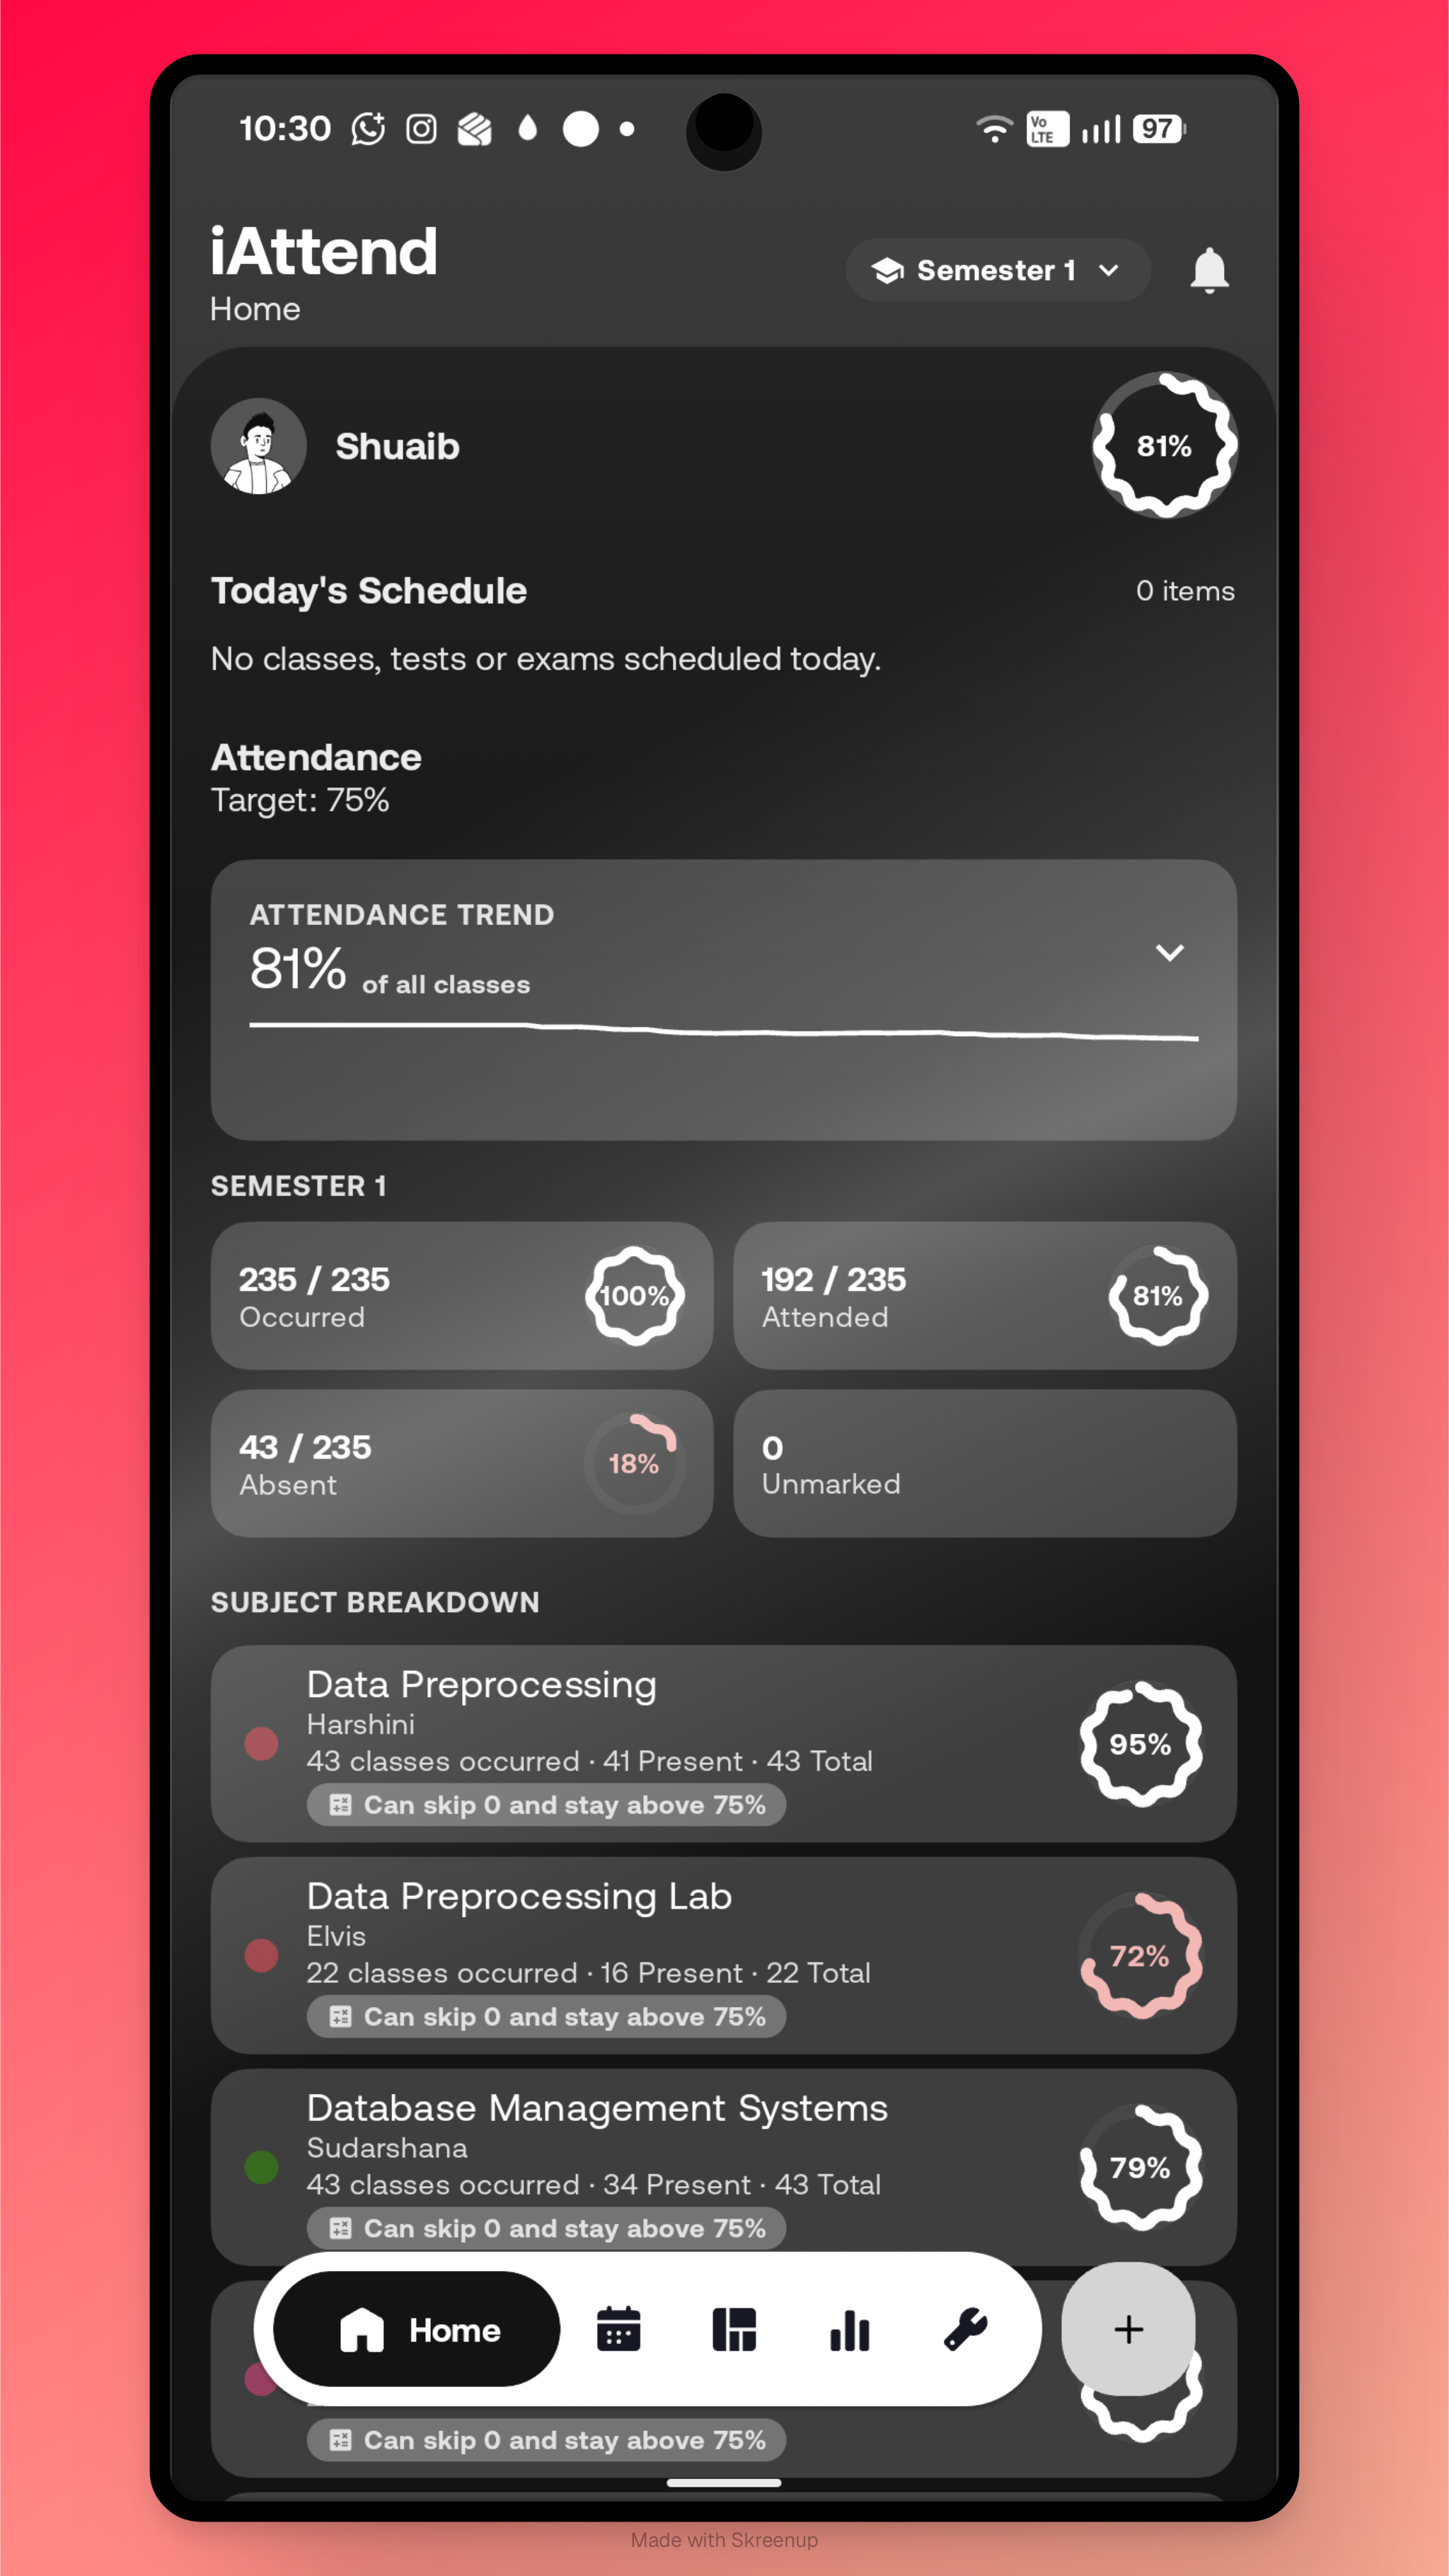 10:30
Vo
LTE
97
iAttend
Home
Semester 1
Shuaib
81%
Today's Schedule
0 items
No classes, tests or exams scheduled today.
Attendance
Target: 75%
ATTENDANCE TREND
81% of all classes
SEMESTER 1
235 / 235
Occurred
100%
192 / 235
Attended
81%
43 / 235
Absent
18%
0
Unmarked
SUBJECT BREAKDOWN
Data Preprocessing
Harshini
43 classes occurred · 41 Present · 43 Total
Can skip 0 and stay above 75%
95%
Data Preprocessing Lab
Elvis
22 classes occurred · 16 Present · 22 Total
Can skip 0 and stay above 75%
72%
Database Management Systems
Sudarshana
43 classes occurred · 34 Present · 43 Total
Can skip 0 and stay above 75%
79%
Home
Can skip 0 and stay above 75%
Made with Skreenup